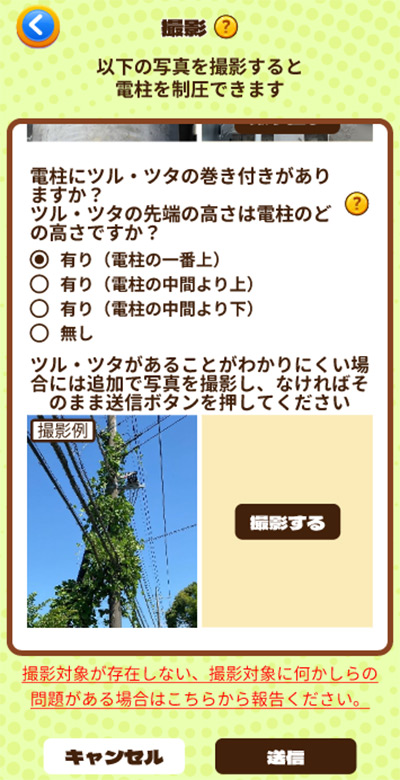 撮影 ?
以下の写真を撮影すると
電柱を制圧できます
電柱にツル・ツタの巻き付きがあり
ますか？
ツル・ツタの先端の高さは電柱のど
の高さですか？
?
有り（電柱の一番上）
有り（電柱の中間より上）
有り（電柱の中間より下）
無し
ツル・ツタがあることがわかりにくい場
合には追加で写真を撮影し、なければそ
のまま送信ボタンを押してください
撮影例
撮影する
撮影対象が存在しない、撮影対象に何かしらの
問題がある場合はこちらから報告ください。
キャンセル
送信